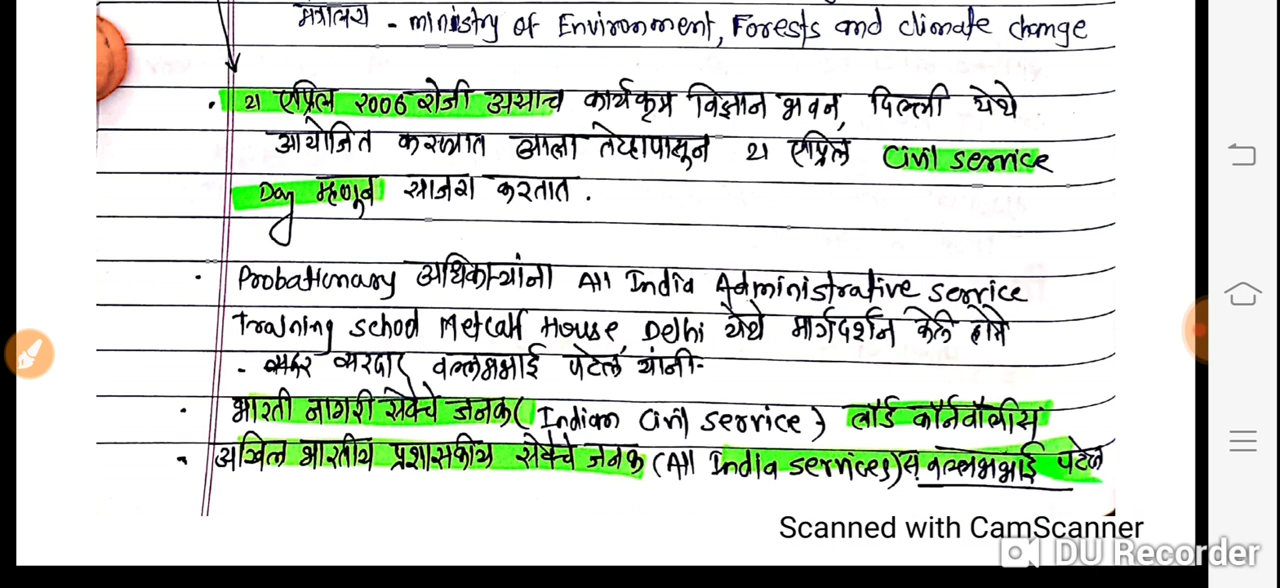 मंत्रालय - ministry of Environment, Forests and climate change
• 21 एप्रिल 2006 रोजी असाच कार्यक्रम विज्ञान भवन, दिल्ली येथे
आयोजित करण्यात आला तेव्हापासून 21 एप्रिल Civil service
Day म्हणून साजरा करतात.
• Probationary अधिकाऱ्यांना All India Administrative service
Training school Metcalf House, Delhi येथे मार्गदर्शन केले होते
- सरदार वल्लभभाई पटेल यांनी-
• भारती नागरी सेवेचे जनक (Indian Civil service) लॉर्ड कॉर्नवॉलीस
• अखिल भारतीय प्रशासकीय सेवेचे जनक (All India services) स. वल्लभभाई पटेल
Scanned with CamScanner
DU Recorder